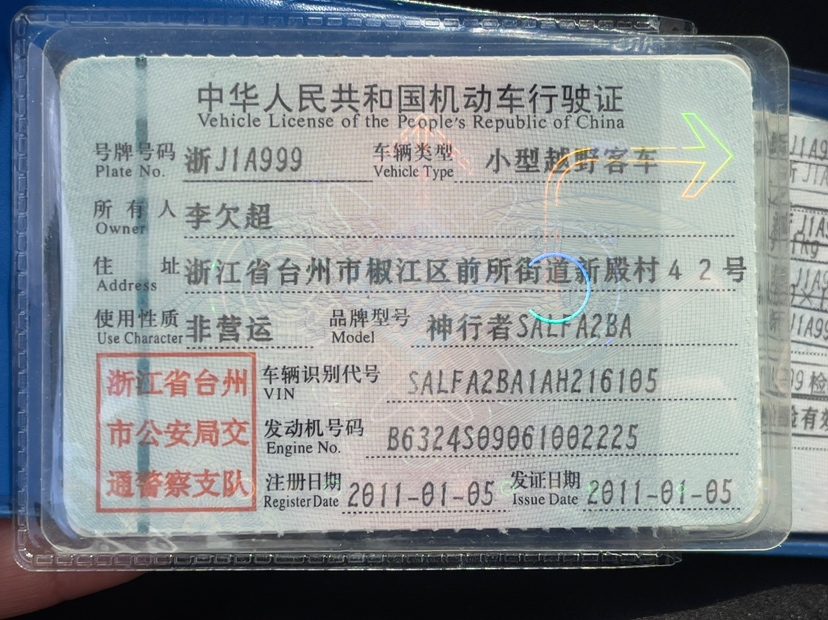 中华人民共和国机动车行驶证
Vehicle License of the People's Republic of China
号牌号码 浙J1A999 车辆类型 小型越野客车
Plate No. Vehicle Type
所有人 李欠超
Owner
住址 浙江省台州市椒江区前所街道新殿村42号
Address
使用性质 非营运 品牌型号 神行者SALFA2BA
Use Character Model
浙江省台州
市公安局交
通警察支队
车辆识别代号 SALFA2BA1AH216105
VIN
发动机号码 B6324S09061002225
Engine No.
注册日期 2011-01-05 发证日期 2011-01-05
Register Date Issue Date